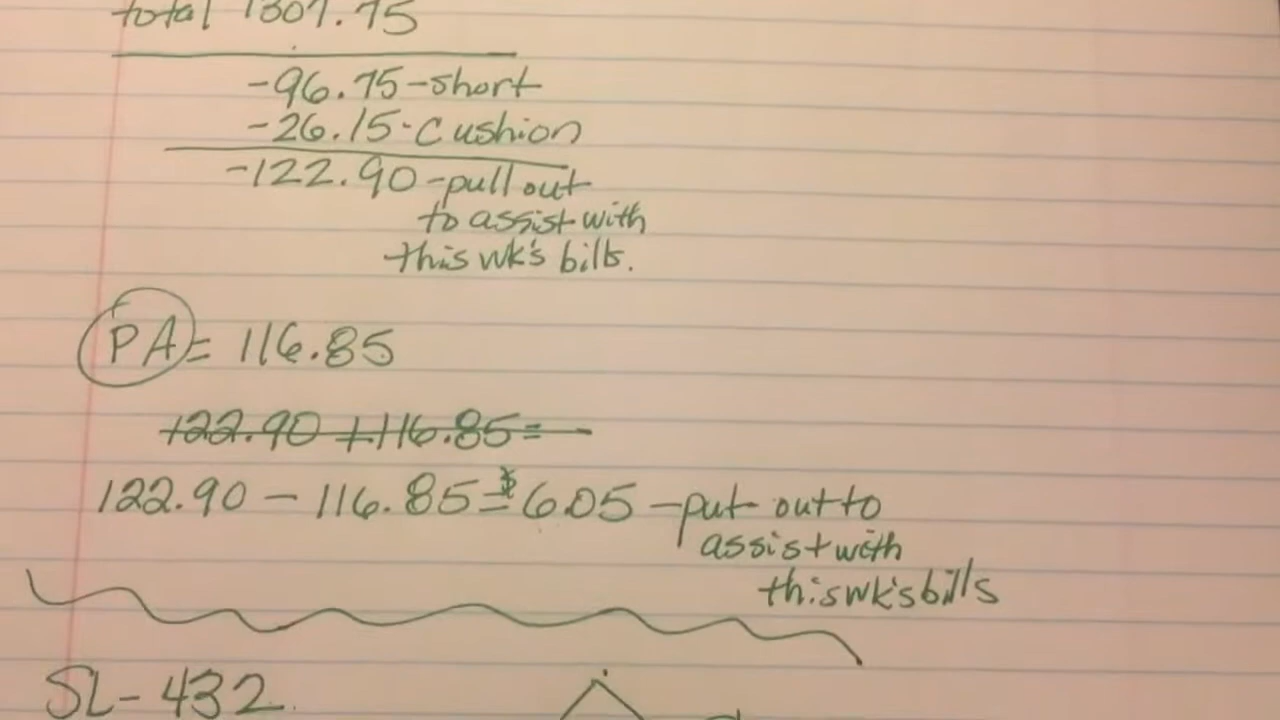 total 1307.75
-96.75-short
-26.15-cushion
-122.90-pull out
to assist with
this wk's bills.
PA= 116.85
122.90 + 116.85=
122.90 - 116.85=$6.05 -put out to
assist with
this wk's bills
SL-432